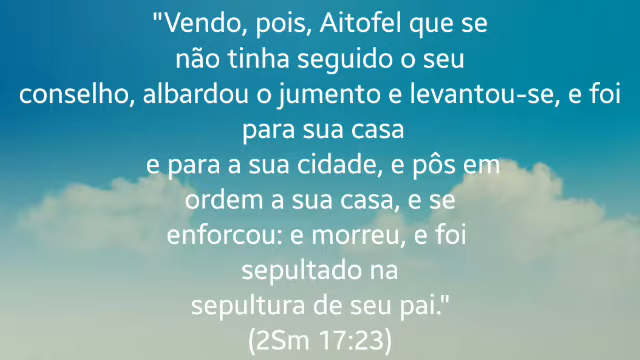 "Vendo, pois, Aitofel que se
não tinha seguido o seu
conselho, albardou o jumento e levantou-se, e foi
para sua casa
e para a sua cidade, e pôs em
ordem a sua casa, e se
enforcou: e morreu, e foi
sepultado na
sepultura de seu pai."
(2Sm 17:23)